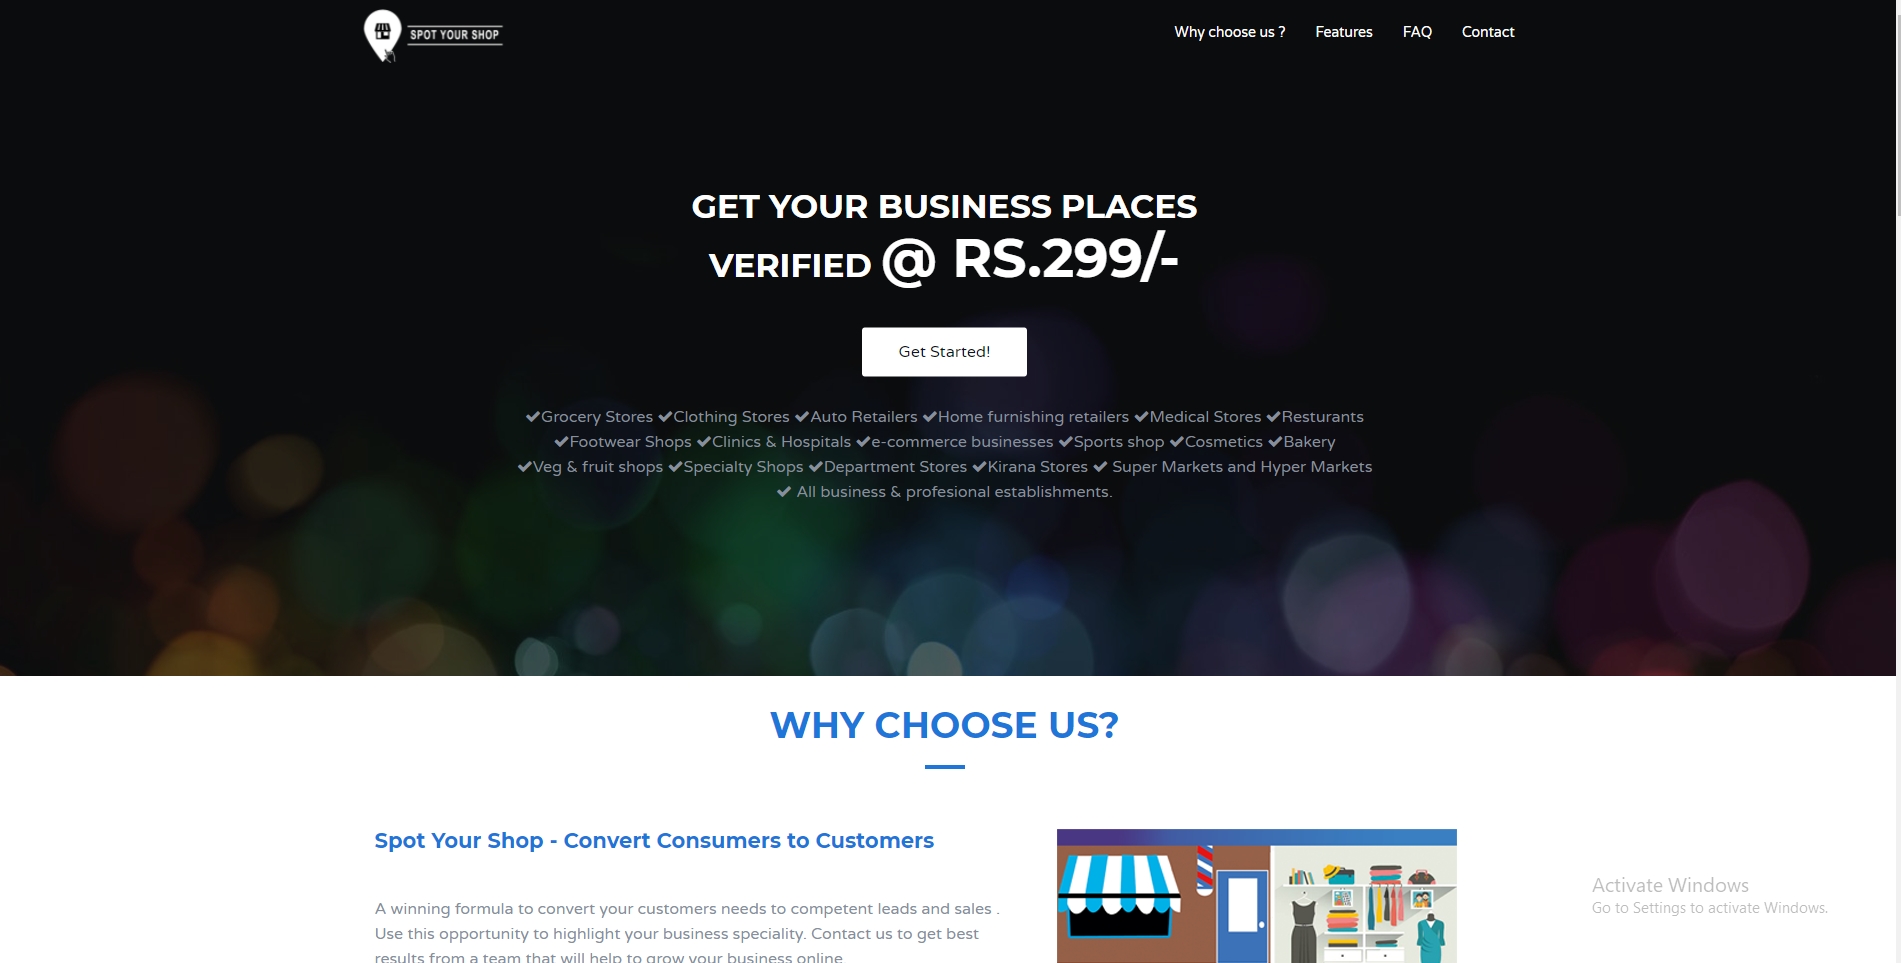 SPOT YOUR SHOP
Why choose us ? Features FAQ Contact
GET YOUR BUSINESS PLACES
VERIFIED @ RS.299/-
Get Started!
Grocery Stores Clothing Stores Auto Retailers Home furnishing retailers Medical Stores Resturants
Footwear Shops Clinics & Hospitals e-commerce businesses Sports shop Cosmetics Bakery
Veg & fruit shops Specialty Shops Department Stores Kirana Stores Super Markets and Hyper Markets
All business & profesional establishments.
WHY CHOOSE US?
Spot Your Shop - Convert Consumers to Customers
A winning formula to convert your customers needs to competent leads and sales .
Use this opportunity to highlight your business speciality. Contact us to get best
results from a team that will help to grow your business online
Activate Windows
Go to Settings to activate Windows.